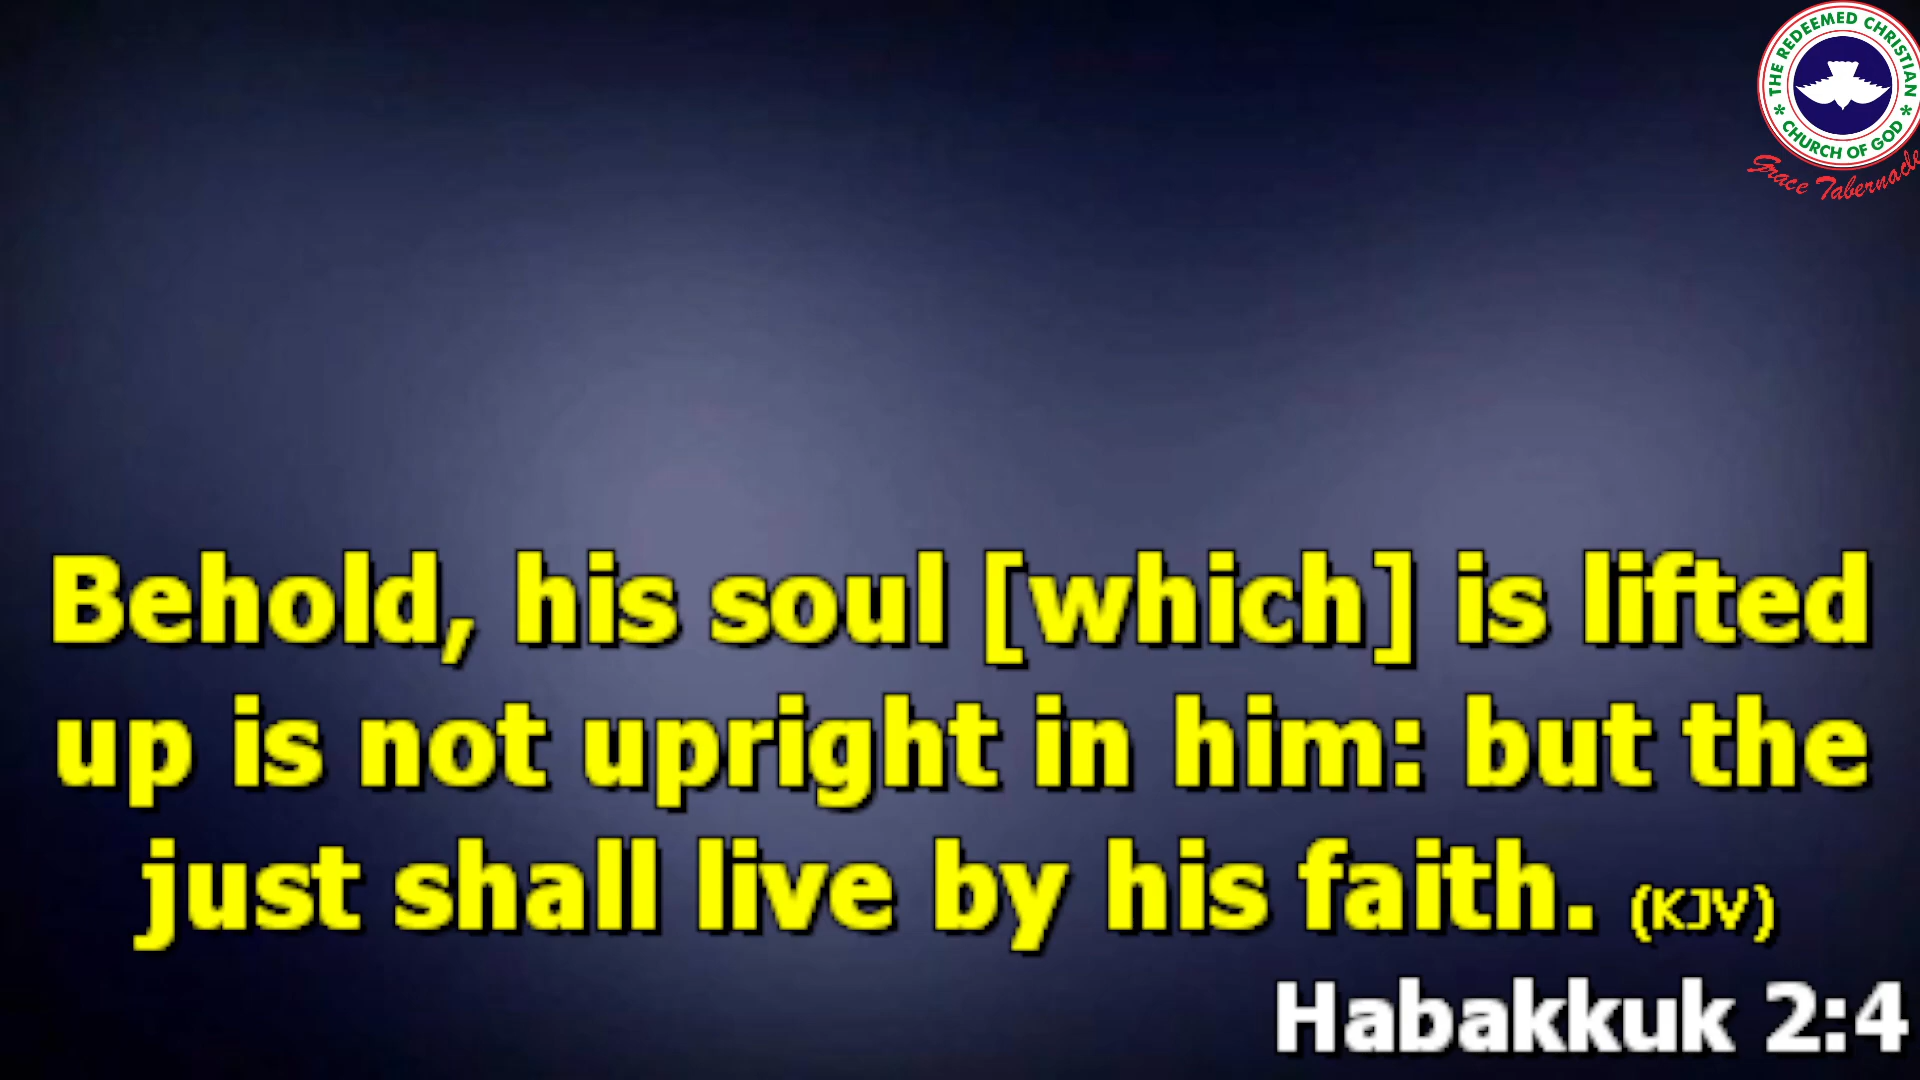 THE REDEEMED CHRISTIAN
* CHURCH OF GOD *
Grace Tabernacle
Behold, his soul [which] is lifted
up is not upright in him: but the
just shall live by his faith. (KJV)
Habakkuk 2:4